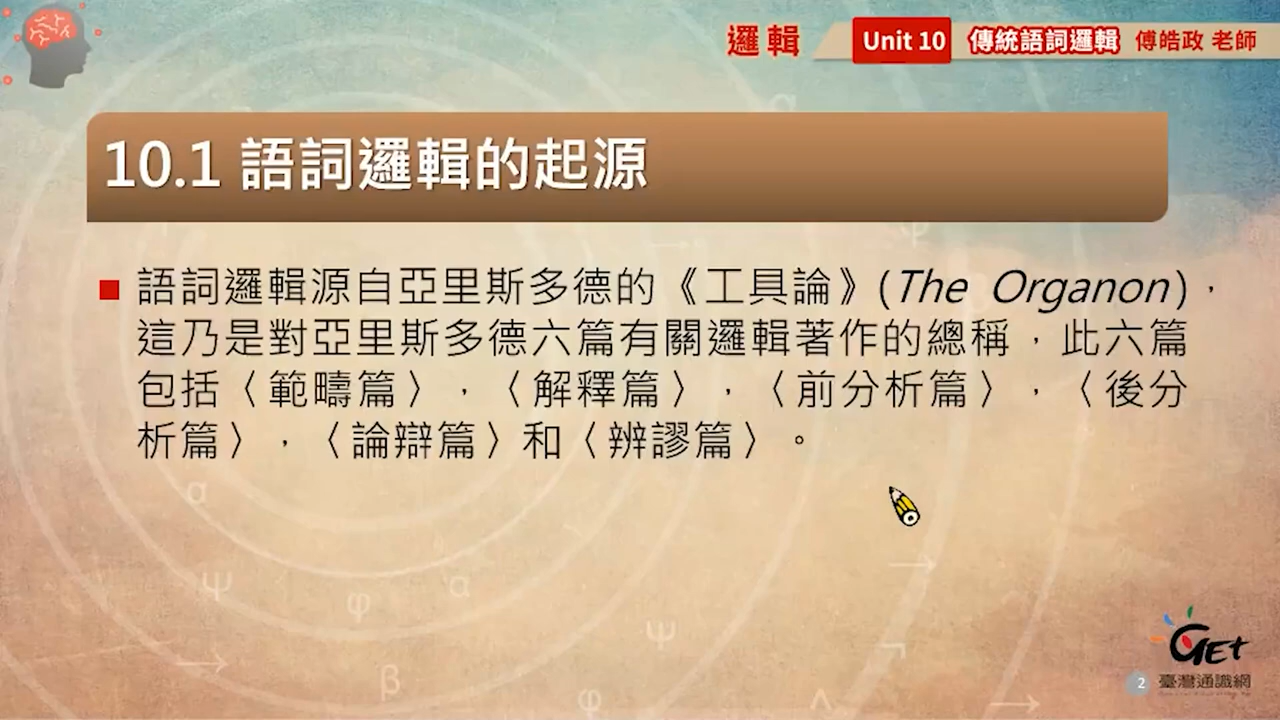 邏輯 Unit 10 傳統語詞邏輯 傅皓政 老師
10.1 語詞邏輯的起源
語詞邏輯源自亞里斯多德的《工具論》(The Organon)，
這乃是對亞里斯多德六篇有關邏輯著作的總稱，此六篇
包括〈範疇篇〉，〈解釋篇〉，〈前分析篇〉，〈後分
析篇〉，〈論辯篇〉和〈辨謬篇〉。
α
Ψ
φ
α
Ψ
β
φ
GEt
2 臺灣通識網